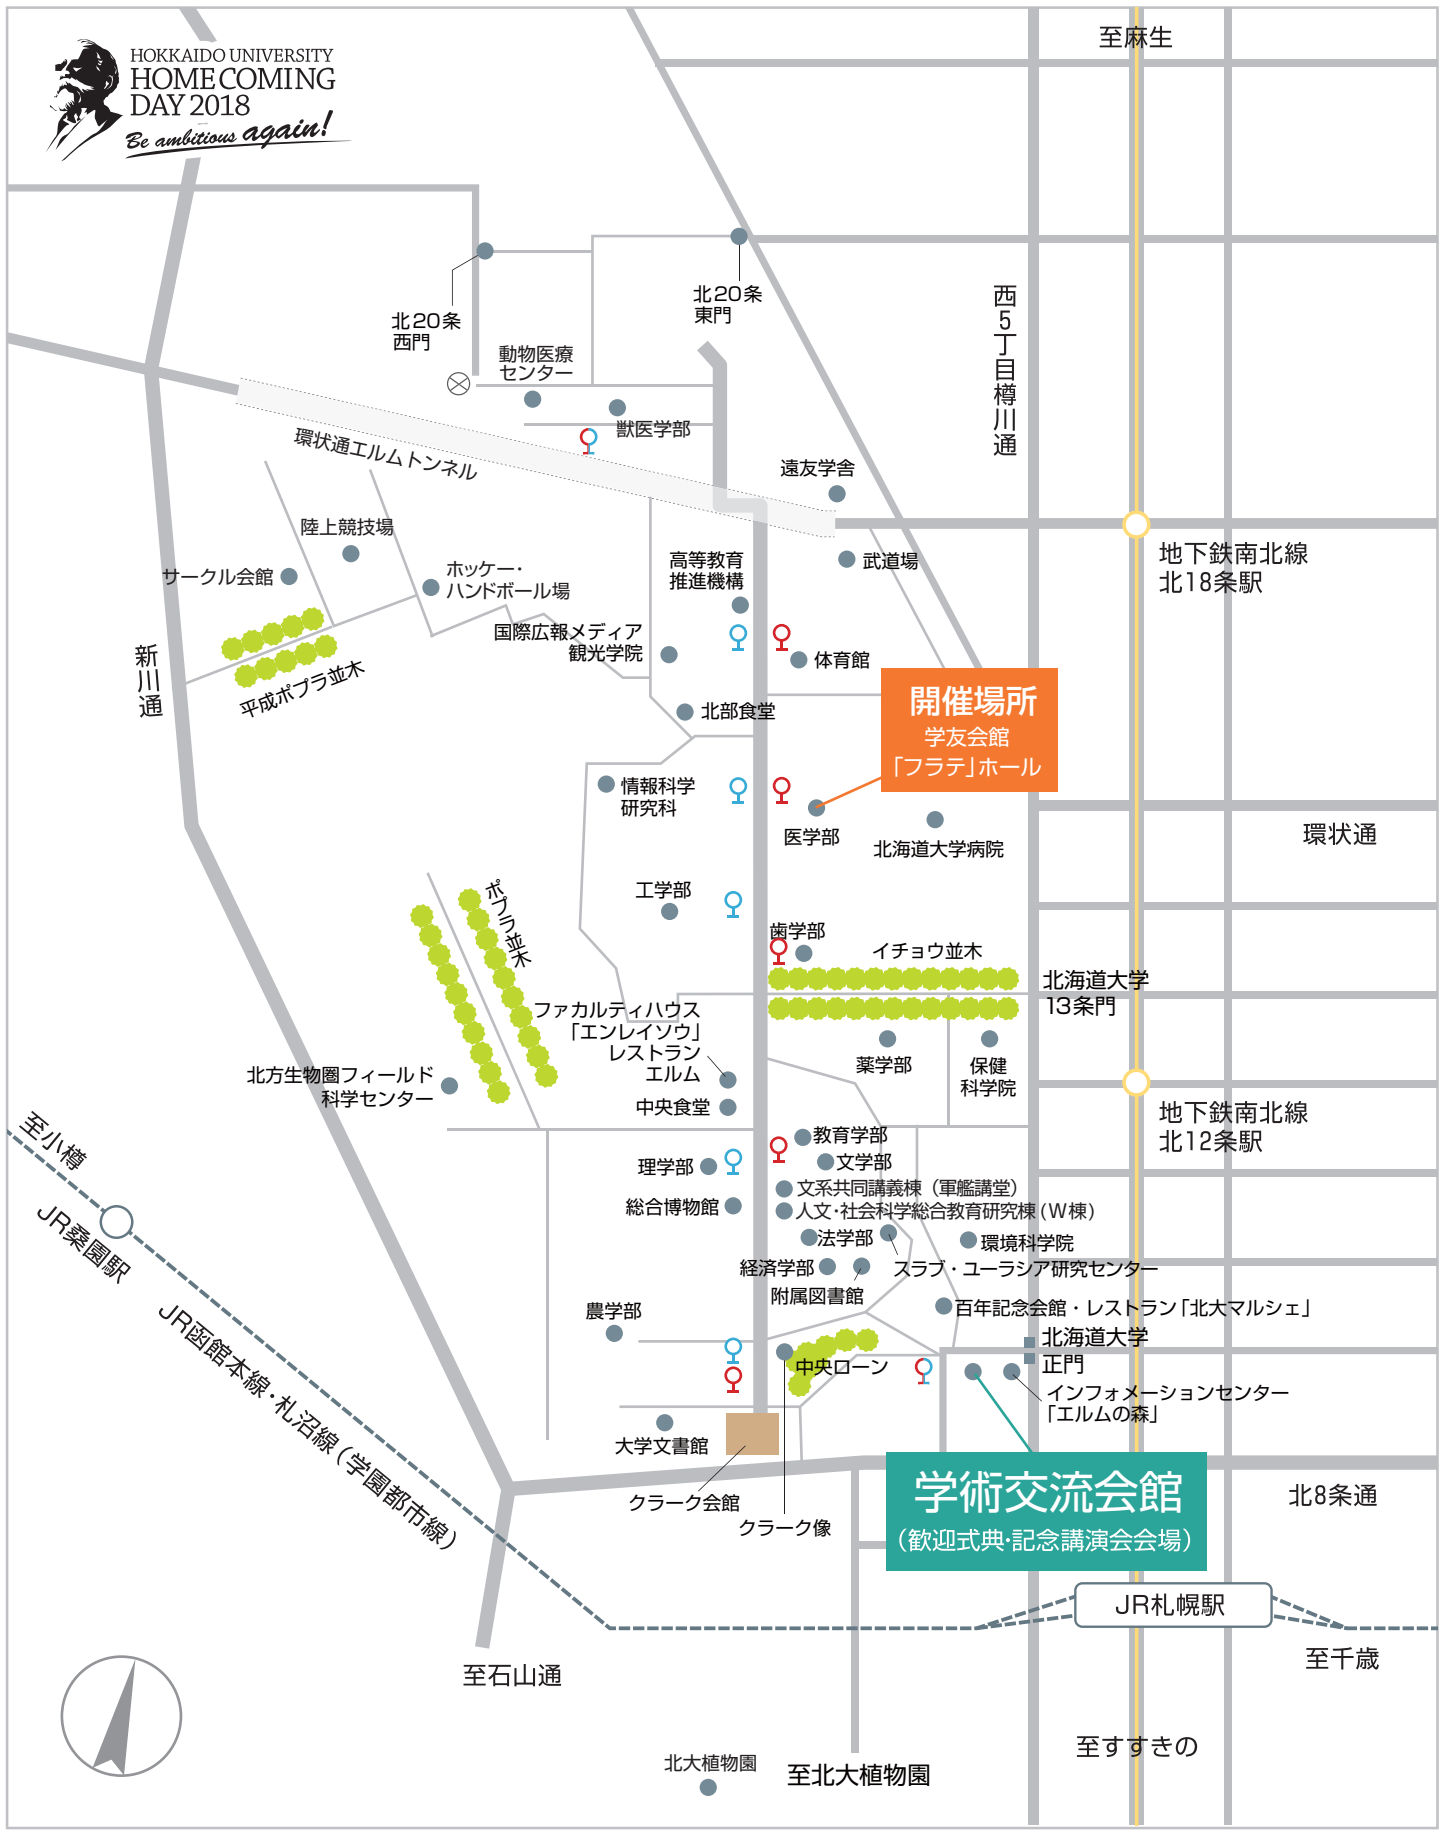 HOKKAIDO UNIVERSITY
HOME COMING
DAY 2018
Be ambitious again!
至麻生
北20条
西門
北20条
東門
西5丁目樽川通
動物医療
センター
獣医学部
環状通エルムトンネル
遠友学舎
陸上競技場
サークル会館
ホッケー・
ハンドボール場
高等教育
推進機構
武道場
地下鉄南北線
北18条駅
国際広報メディア
観光学院
体育館
新川通
平成ポプラ並木
北部食堂
開催場所
学友会館
「フラテ」ホール
情報科学
研究科
医学部
北海道大学病院
環状通
工学部
ポプラ並木
歯学部
イチョウ並木
北海道大学
13条門
ファカルティハウス
「エンレイソウ」
レストラン
エルム
薬学部
保健
科学院
北方生物圏フィールド
科学センター
中央食堂
地下鉄南北線
北12条駅
至小樽
教育学部
理学部
文学部
文系共同講義棟（軍艦講堂）
総合博物館
人文・社会科学総合教育研究棟（W棟）
JR桑園駅
法学部
環境科学院
経済学部
スラブ・ユーラシア研究センター
附属図書館
農学部
百年記念会館・レストラン「北大マルシェ」
JR函館本線・札沼線（学園都市線）
北海道大学
正門
中央ローン
インフォメーションセンター
「エルムの森」
大学文書館
学術交流会館
（歓迎式典・記念講演会会場）
クラーク会館
クラーク像
北8条通
JR札幌駅
至石山通
至千歳
至すすきの
北大植物園
至北大植物園